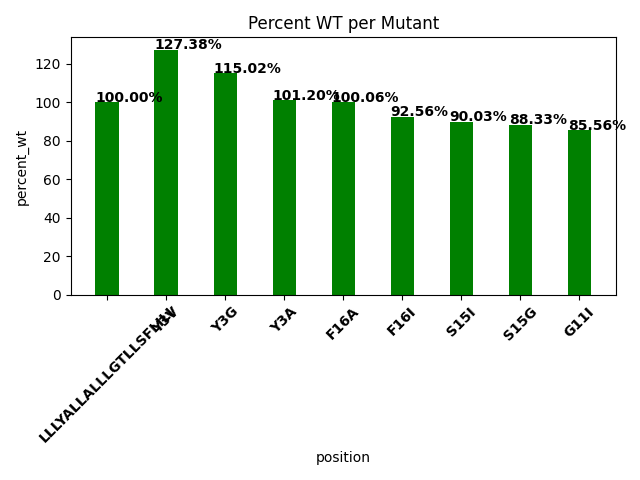 Percent WT per Mutant
127.38%
115.02%
100.00%
101.20%
100.06%
92.56%
90.03%
88.33%
85.56%
120
100
80
60
40
20
0
percent_wt
Y3V
Y3G
Y3A
F16A
F16I
S15I
S15G
G11I
position